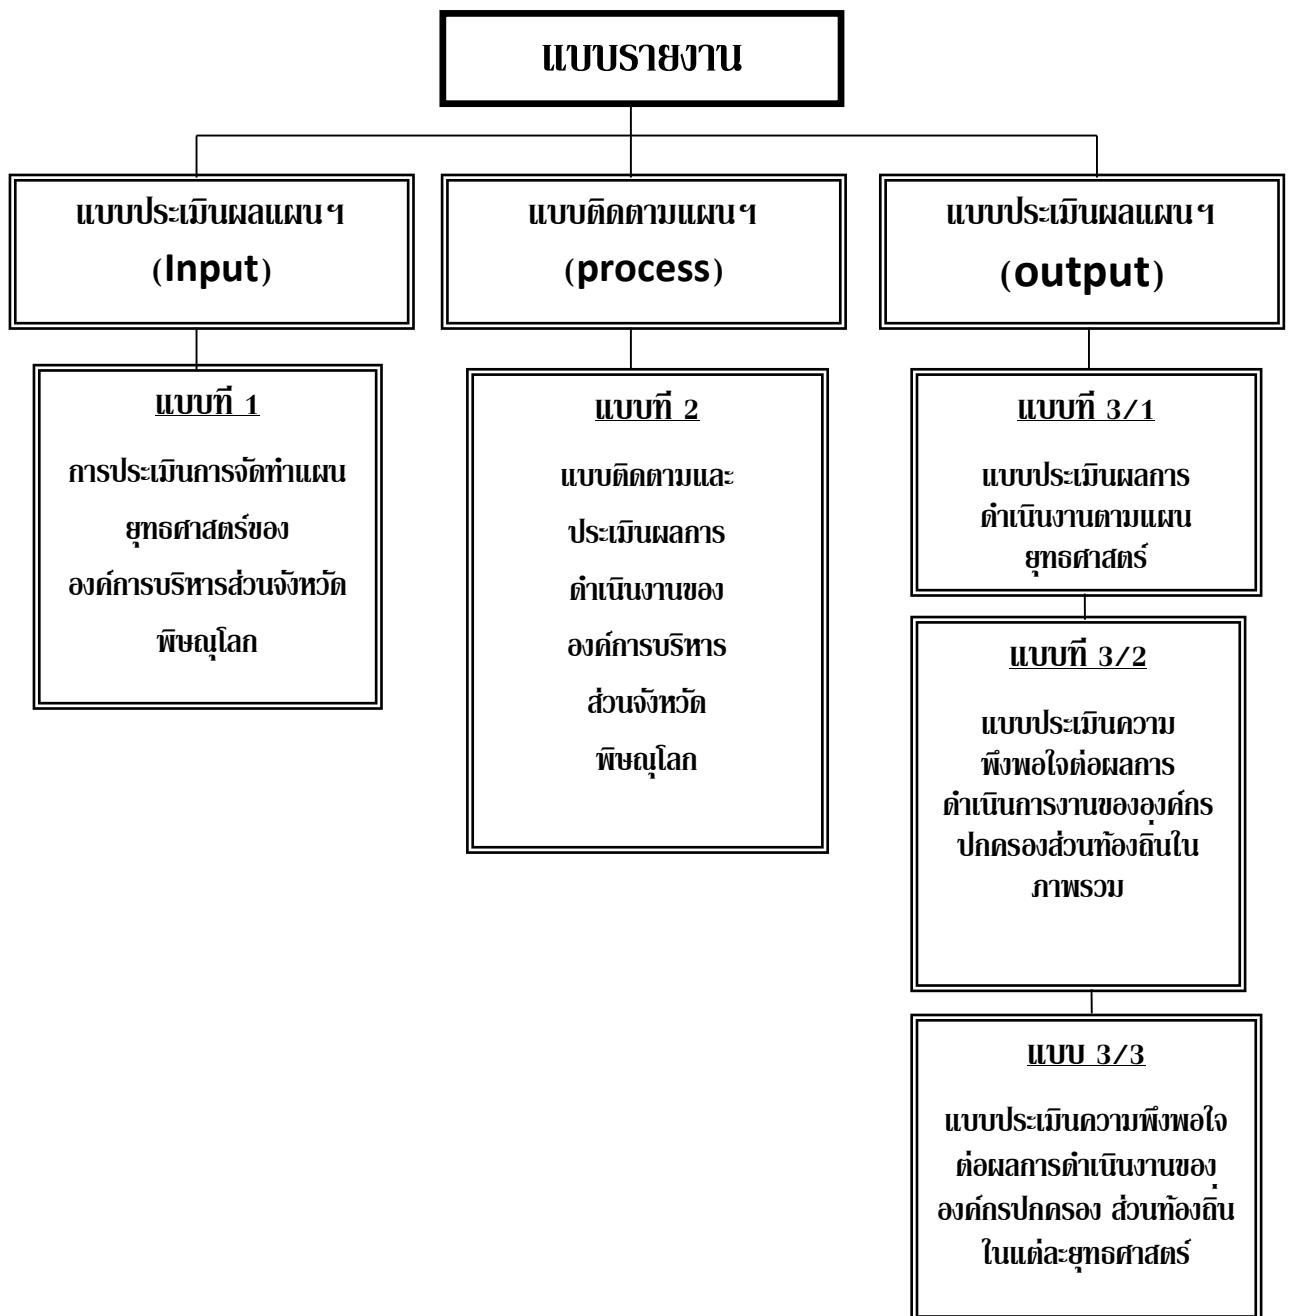 แบบรายงาน
แบบประเมินผลแผนฯ
(Input)
แบบที่ 1
การประเมินการจัดทำแผน
ยุทธศาสตร์ของ
องค์การบริหารส่วนจังหวัด
พิษณุโลก
แบบติดตามแผนฯ
(process)
แบบที่ 2
แบบติดตามและ
ประเมินผลการ
ดำเนินงานของ
องค์การบริหาร
ส่วนจังหวัด
พิษณุโลก
แบบประเมินผลแผนฯ
(output)
แบบที่ 3/1
แบบประเมินผลการ
ดำเนินงานตามแผน
ยุทธศาสตร์
แบบที่ 3/2
แบบประเมินความ
พึงพอใจต่อผลการ
ดำเนินการงานขององค์กร
ปกครองส่วนท้องถิ่นใน
ภาพรวม
แบบ 3/3
แบบประเมินความพึงพอใจ
ต่อผลการดำเนินงานของ
องค์กรปกครอง ส่วนท้องถิ่น
ในแต่ละยุทธศาสตร์